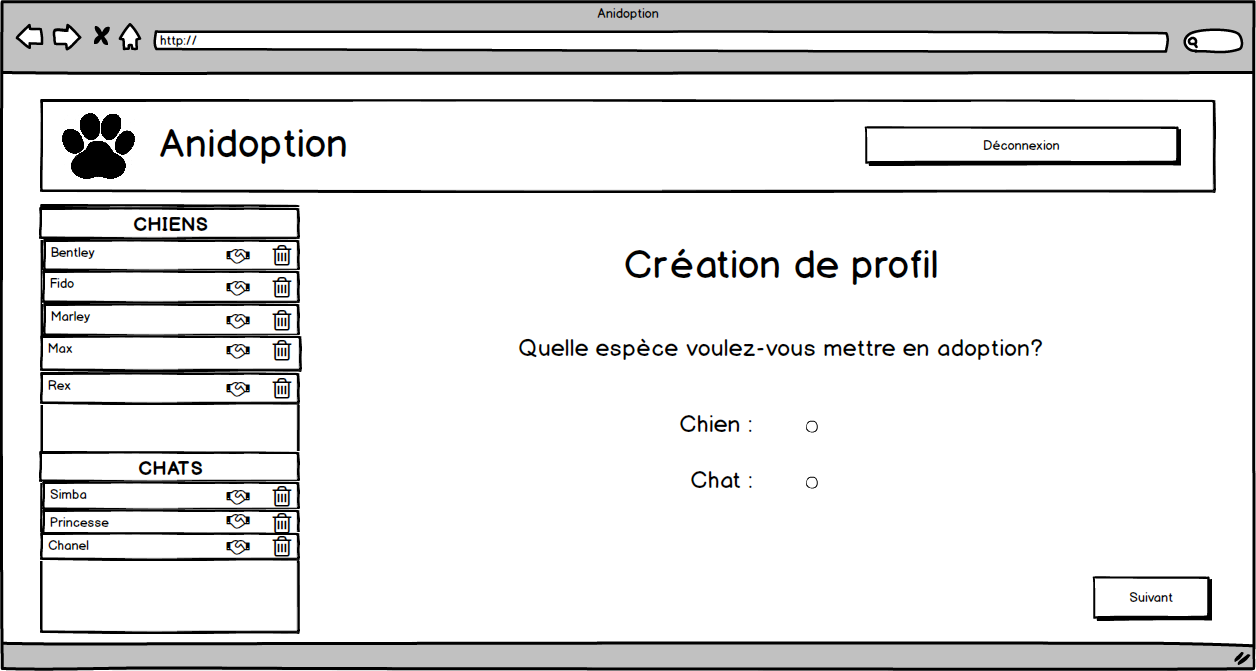 Anidoption
http://
Anidoption
Déconnexion
CHIENS
Bentley
Fido
Marley
Max
Rex
CHATS
Simba
Princesse
Chanel
Création de profil
Quelle espèce voulez-vous mettre en adoption?
Chien :
Chat :
Suivant